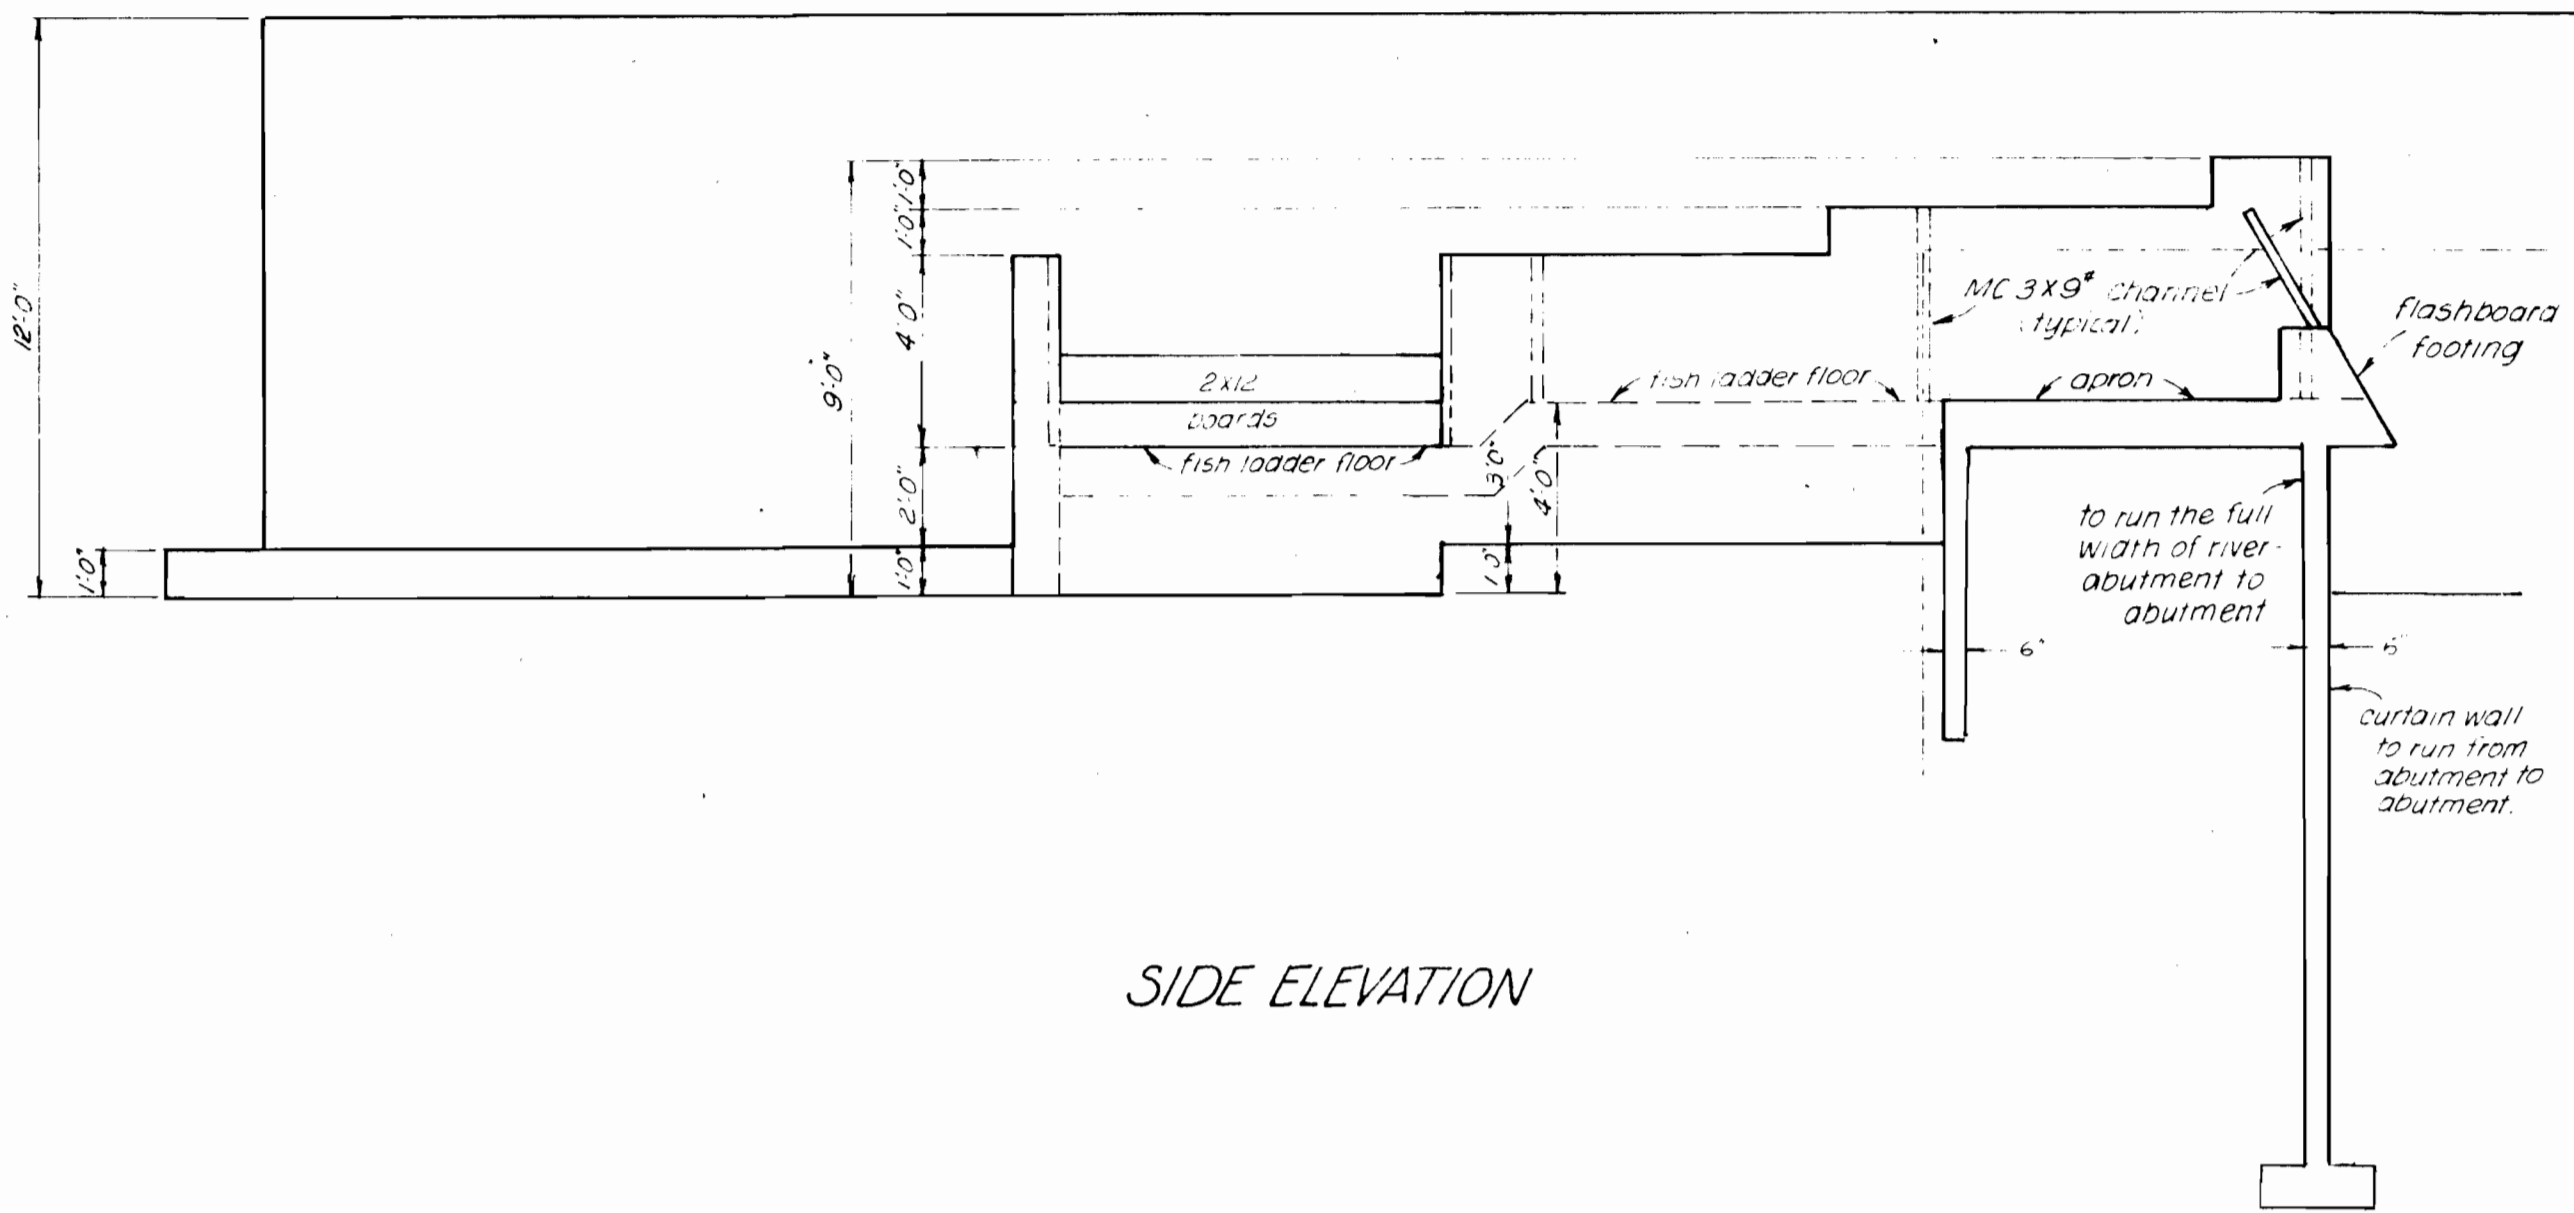 12'-0"
1'-0"
9'-0"
1'-0"
1'-0"
4'-0"
2'-0"
1'-0"
2x12
boards
fish ladder floor
3'-0"
1'-0"
4'-0"
fish ladder floor
MC 3X9# channel
(typical)
apron
flashboard
footing
to run the full
width of river-
abutment to
abutment
6"
curtain wall
to run from
abutment to
abutment.
SIDE ELEVATION